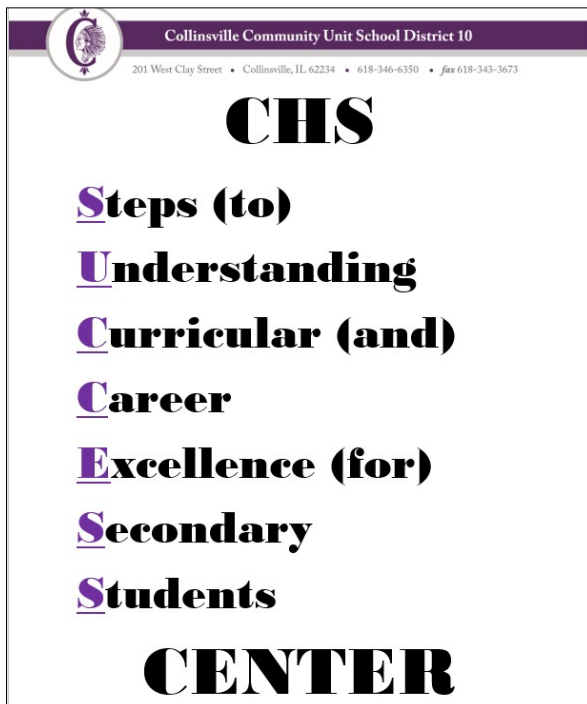 Collinsville Community Unit School District 10
201 West Clay Street • Collinsville, IL 62234 • 618-346-6350 • fax 618-343-3673
C
CHS
Steps (to)
Understanding
Curricular (and)
Career
Excellence (for)
Secondary
Students
CENTER